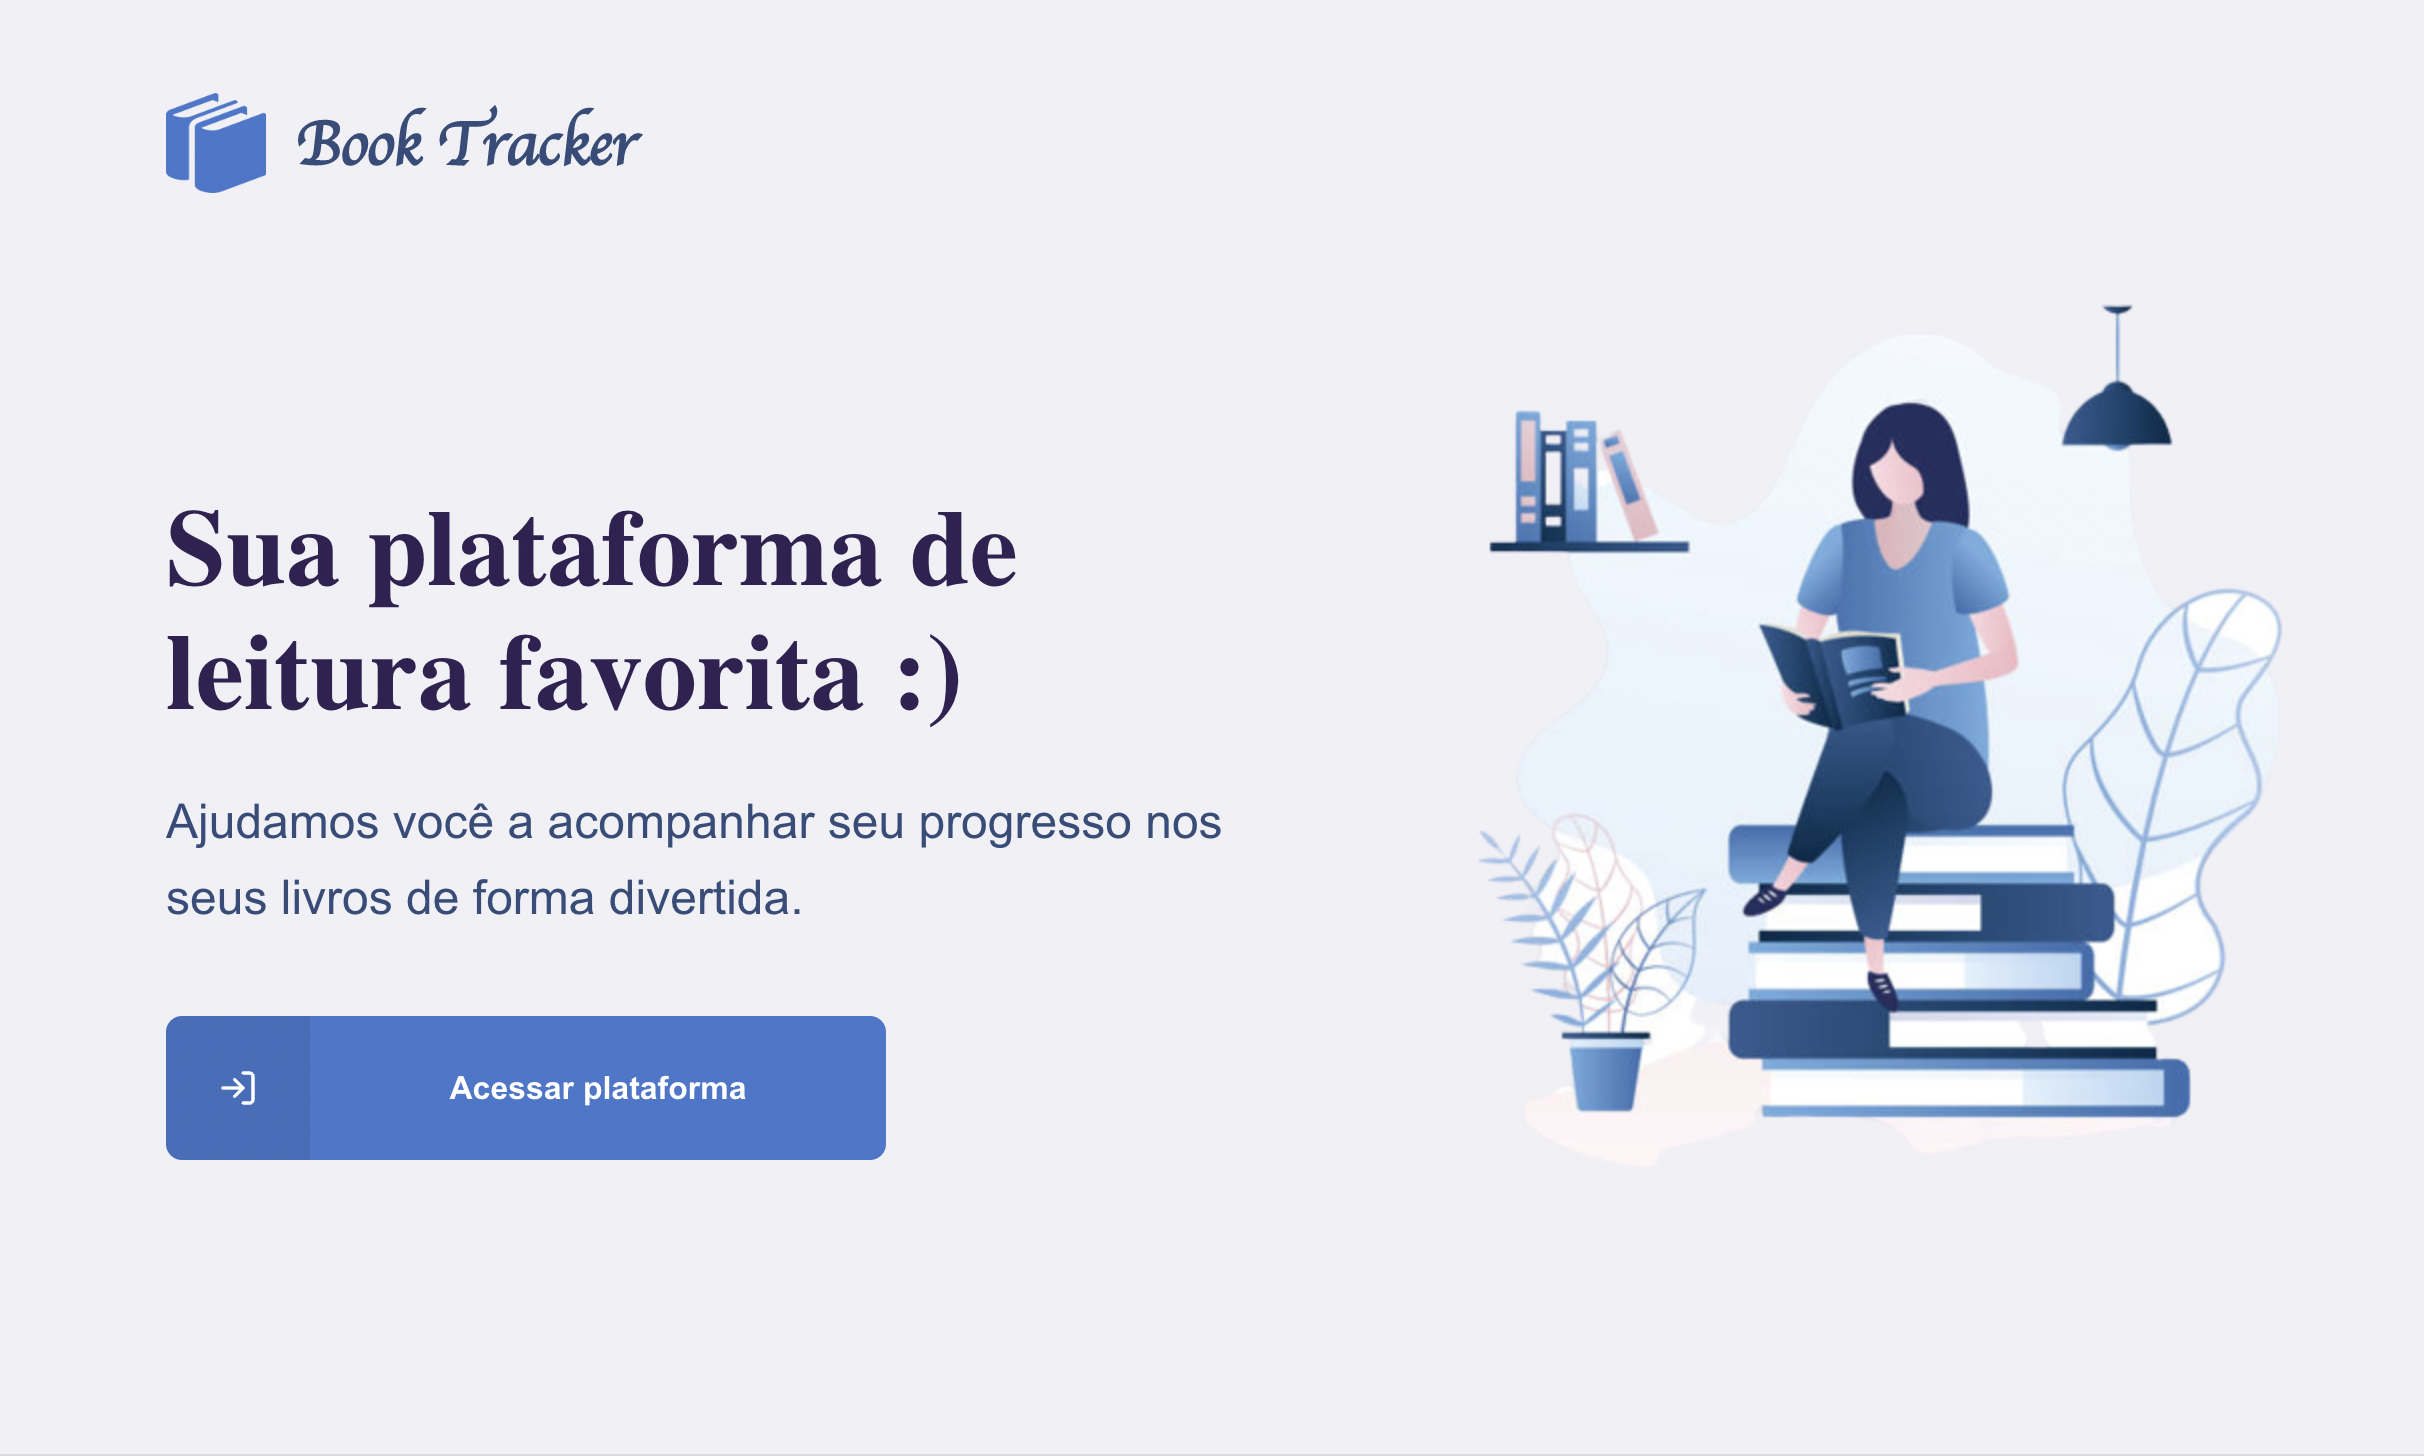 Book Tracker
Sua plataforma de
leitura favorita :)
Ajudamos você a acompanhar seu progresso nos
seus livros de forma divertida.
Acessar plataforma